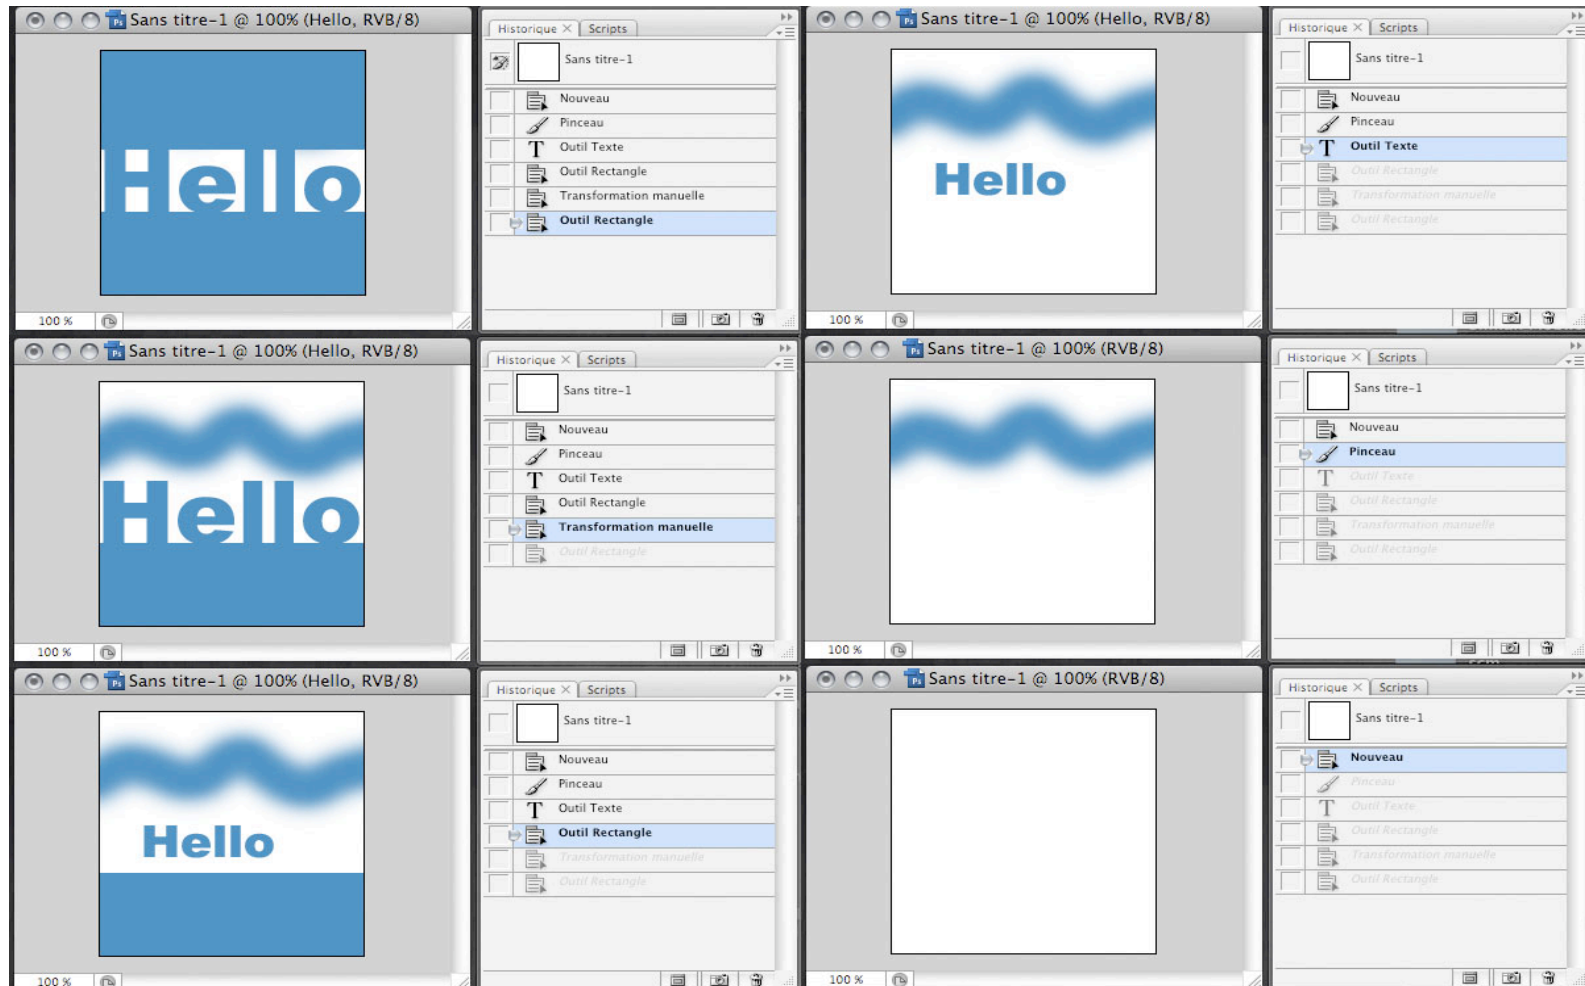 Sans titre-1 @ 100% (Hello, RVB/8)
Hello
100 %
Historique × Scripts
Sans titre-1
Nouveau
Pinceau
Outil Texte
Outil Rectangle
Transformation manuelle
Outil Rectangle
Sans titre-1 @ 100% (Hello, RVB/8)
Hello
100 %
Historique × Scripts
Sans titre-1
Nouveau
Pinceau
Outil Texte
Outil Rectangle
Transformation manuelle
Outil Rectangle
Sans titre-1 @ 100% (Hello, RVB/8)
Hello
100 %
Historique × Scripts
Sans titre-1
Nouveau
Pinceau
Outil Texte
Outil Rectangle
Transformation manuelle
Outil Rectangle
Sans titre-1 @ 100% (RVB/8)
100 %
Historique × Scripts
Sans titre-1
Nouveau
Pinceau
Outil Texte
Outil Rectangle
Transformation manuelle
Outil Rectangle
Sans titre-1 @ 100% (Hello, RVB/8)
Hello
100 %
Historique × Scripts
Sans titre-1
Nouveau
Pinceau
Outil Texte
Outil Rectangle
Transformation manuelle
Outil Rectangle
Sans titre-1 @ 100% (RVB/8)
100 %
Historique × Scripts
Sans titre-1
Nouveau
Pinceau
Outil Texte
Outil Rectangle
Transformation manuelle
Outil Rectangle